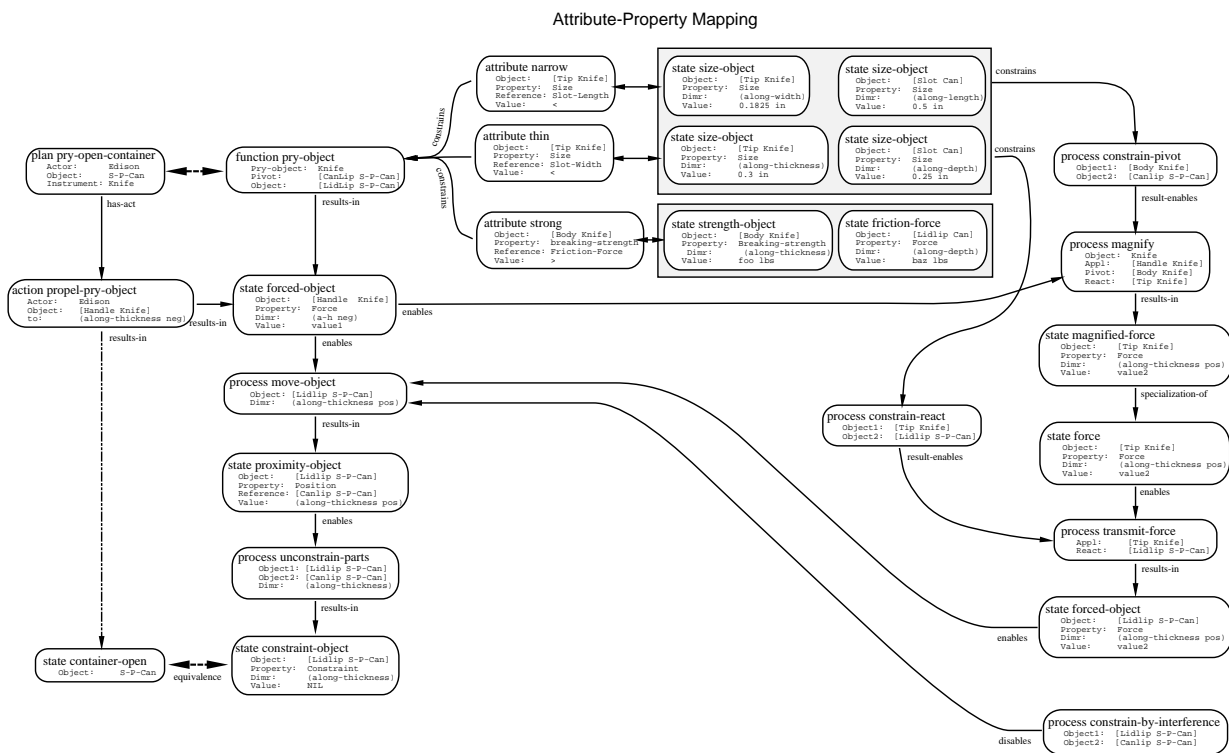 Attribute-Property Mapping
plan pry-open-container
Actor: Edison
Object: S-P-Can
Instrument: Knife
has-act
action propel-pry-object
Actor: Edison
Object: [Handle Knife]
to: (along-thickness neg)
results-in
results-in
state container-open
Object: S-P-Can
equivalence
function pry-object
Pry-object: Knife
Pivot: [CanLip S-P-Can]
Object: [LidLip S-P-Can]
results-in
state forced-object
Object: [Handle Knife]
Property: Force
Dimr: (a-h neg)
Value: value1
enables
enables
process move-object
Object: [Lidlip S-P-Can]
Dimr: (along-thickness pos)
results-in
state proximity-object
Object: [Lidlip S-P-Can]
Property: Position
Reference: [Canlip S-P-Can]
Value: (along-thickness pos)
enables
process unconstrain-parts
Object1: [Lidlip S-P-Can]
Object2: [Canlip S-P-Can]
Dimr: (along-thickness)
results-in
state constraint-object
Object: [Lidlip S-P-Can]
Property: Constraint
Dimr: (along-thickness)
Value: NIL
constrains
constrains
attribute narrow
Object: [Tip Knife]
Property: Size
Reference: Slot-Length
Value: <
attribute thin
Object: [Tip Knife]
Property: Size
Reference: Slot-Width
Value: <
attribute strong
Object: [Body Knife]
Property: breaking-strength
Reference: Friction-Force
Value: >
state size-object
Object: [Tip Knife]
Property: Size
Dimr: (along-width)
Value: 0.1825 in
state size-object
Object: [Slot Can]
Property: Size
Dimr: (along-length)
Value: 0.5 in
state size-object
Object: [Tip Knife]
Property: Size
Dimr: (along-thickness)
Value: 0.3 in
state size-object
Object: [Slot Can]
Property: Size
Dimr: (along-depth)
Value: 0.25 in
state strength-object
Object: [Body Knife]
Property: Breaking-strength
Dimr: (along-thickness)
Value: foo lbs
state friction-force
Object: [Lidlip Can]
Property: Force
Dimr: (along-depth)
Value: baz lbs
constrains
constrains
process constrain-pivot
Object1: [Body Knife]
Object2: [Canlip S-P-Can]
result-enables
process magnify
Object: Knife
Appl: [Handle Knife]
Pivot: [Body Knife]
React: [Tip Knife]
results-in
state magnified-force
Object: [Tip Knife]
Property: Force
Dimr: (along-thickness pos)
Value: value2
specialization-of
process constrain-react
Object1: [Tip Knife]
Object2: [Lidlip S-P-Can]
result-enables
state force
Object: [Tip Knife]
Property: Force
Dimr: (along-thickness pos)
Value: value2
enables
process transmit-force
Appl: [Tip Knife]
React: [Lidlip S-P-Can]
results-in
state forced-object
Object: [Lidlip S-P-Can]
Property: Force
Dimr: (along-thickness pos)
Value: value2
enables
process constrain-by-interference
Object1: [Lidlip S-P-Can]
Object2: [Canlip S-P-Can]
disables